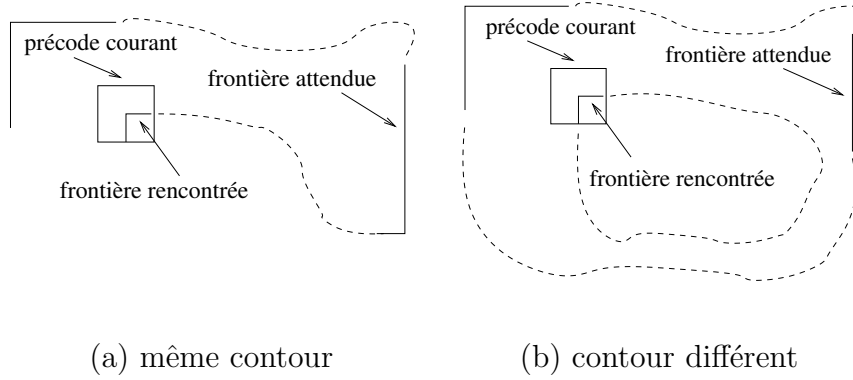 précode courant
frontière attendue
frontière rencontrée
(a) même contour
précode courant
frontière attendue
frontière rencontrée
(b) contour différent